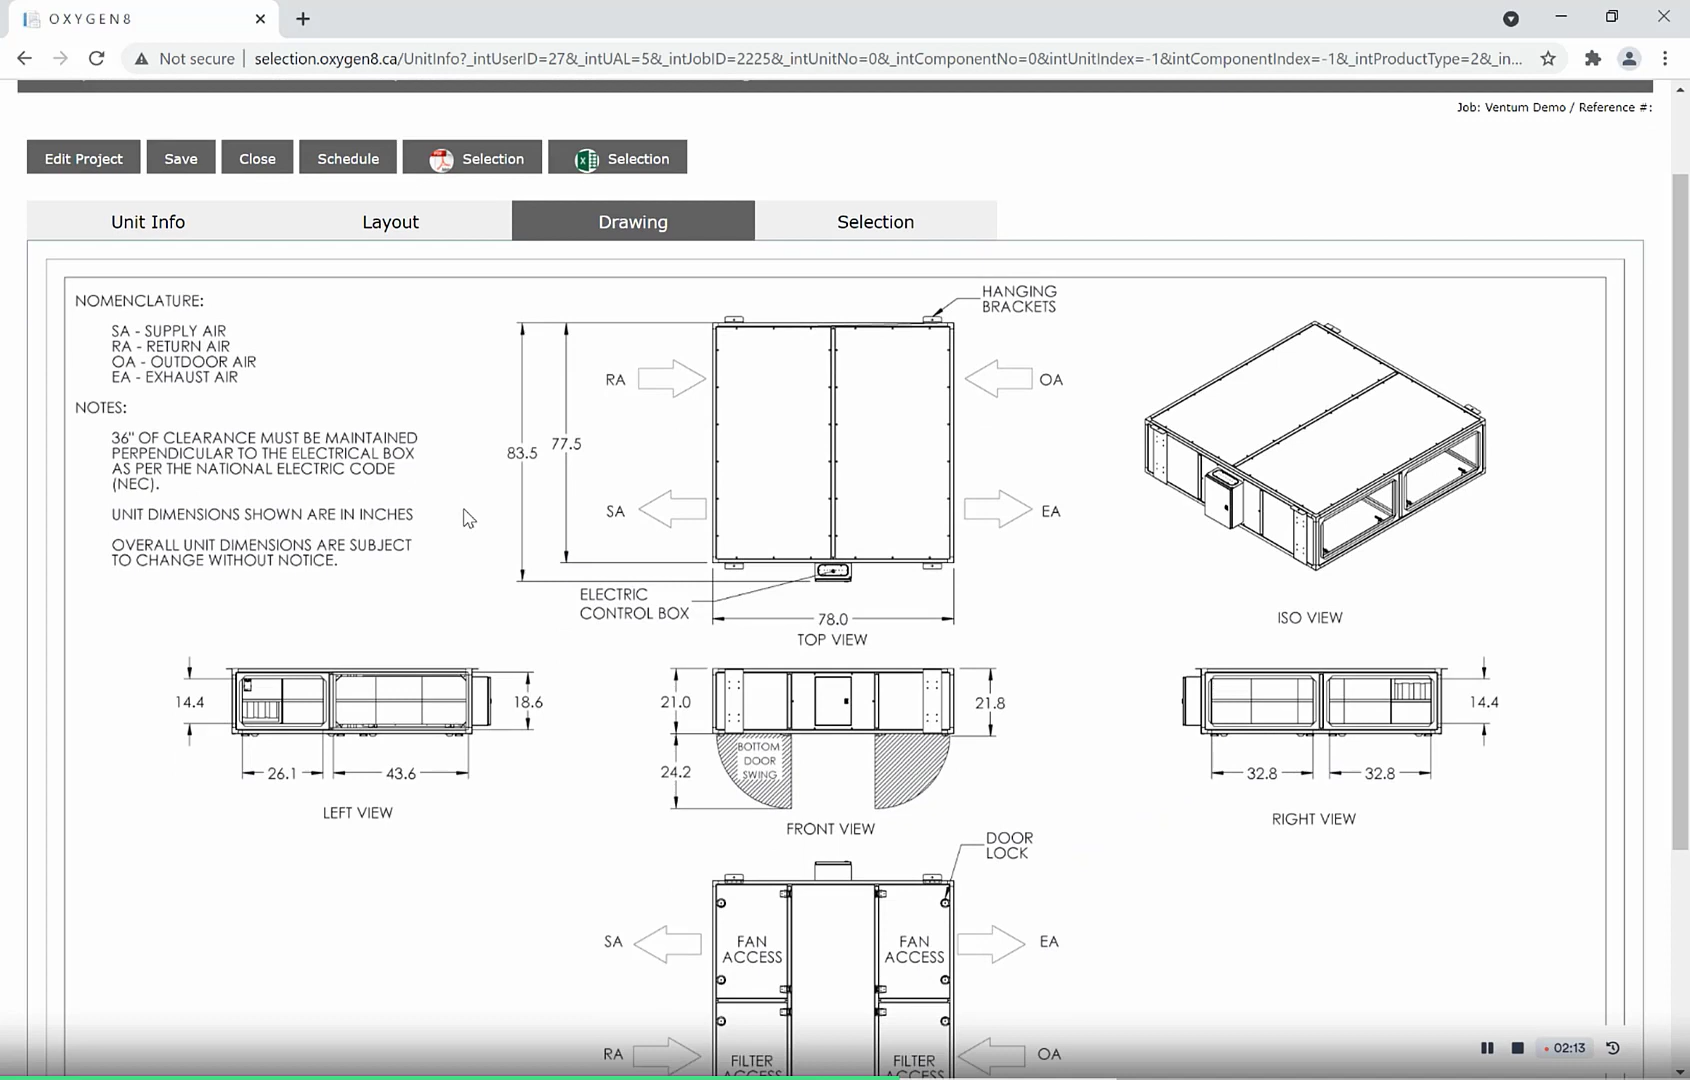 OXYGEN8
Not secure
selection.oxygen8.ca/UnitInfo?_intUserID=27&_intUAL=5&_intJobID=2225&_intUnitNo=0&_intComponentNo=0&intUnitIndex=-1&intComponentIndex=-1&_intProductType=2&_in...
Job: Ventum Demo / Reference #:
Edit Project
Save
Close
Schedule
Selection
Selection
Unit Info
Layout
Drawing
Selection
NOMENCLATURE:
SA - SUPPLY AIR
RA - RETURN AIR
OA - OUTDOOR AIR
EA - EXHAUST AIR
NOTES:
36" OF CLEARANCE MUST BE MAINTAINED
PERPENDICULAR TO THE ELECTRICAL BOX
AS PER THE NATIONAL ELECTRIC CODE
(NEC).
UNIT DIMENSIONS SHOWN ARE IN INCHES
OVERALL UNIT DIMENSIONS ARE SUBJECT
TO CHANGE WITHOUT NOTICE.
HANGING
BRACKETS
RA
OA
83.5
77.5
SA
EA
ELECTRIC
CONTROL BOX
78.0
TOP VIEW
ISO VIEW
14.4
18.6
26.1
43.6
LEFT VIEW
21.0
21.8
BOTTOM
DOOR
SWING
24.2
FRONT VIEW
14.4
32.8
32.8
RIGHT VIEW
DOOR
LOCK
SA
FAN
ACCESS
FAN
ACCESS
EA
RA
FILTER
ACCESS
FILTER
ACCESS
OA
02:13